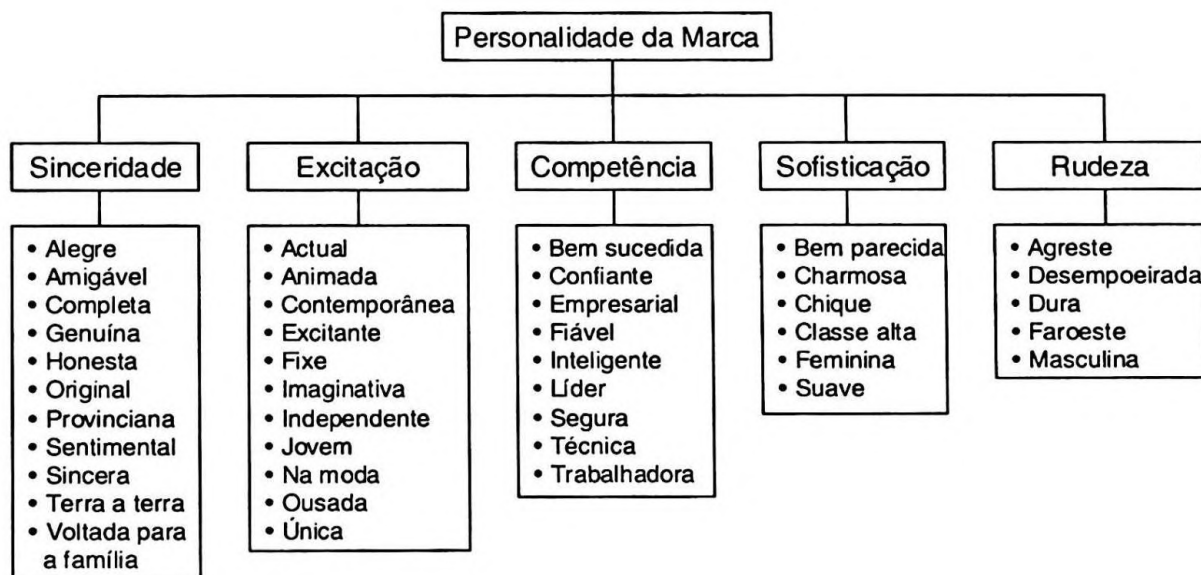 Personalidade da Marca
Sinceridade
• Alegre
• Amigável
• Completa
• Genuína
• Honesta
• Original
• Provinciana
• Sentimental
• Sincera
• Terra a terra
• Voltada para
a família
Excitação
• Actual
• Animada
• Contemporânea
• Excitante
• Fixe
• Imaginativa
• Independente
• Jovem
• Na moda
• Ousada
• Única
Competência
• Bem sucedida
• Confiante
• Empresarial
• Fiável
• Inteligente
• Líder
• Segura
• Técnica
• Trabalhadora
Sofisticação
• Bem parecida
• Charmosa
• Chique
• Classe alta
• Feminina
• Suave
Rudeza
• Agreste
• Desempoeirada
• Dura
• Faroeste
• Masculina